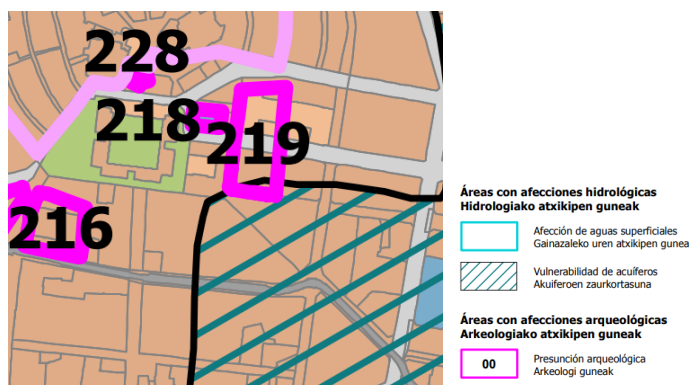 228
218
219
216
Áreas con afecciones hidrológicas
Hidrologiako atxikipen guneak
Afección de aguas superficiales
Gainazaleko uren atxikipen gunea
Vulnerabilidad de acuíferos
Akuiferoen zaurkortasuna
Áreas con afecciones arqueológicas
Arkeologiako atxikipen guneak
00
Presunción arqueológica
Arkeologi guneak